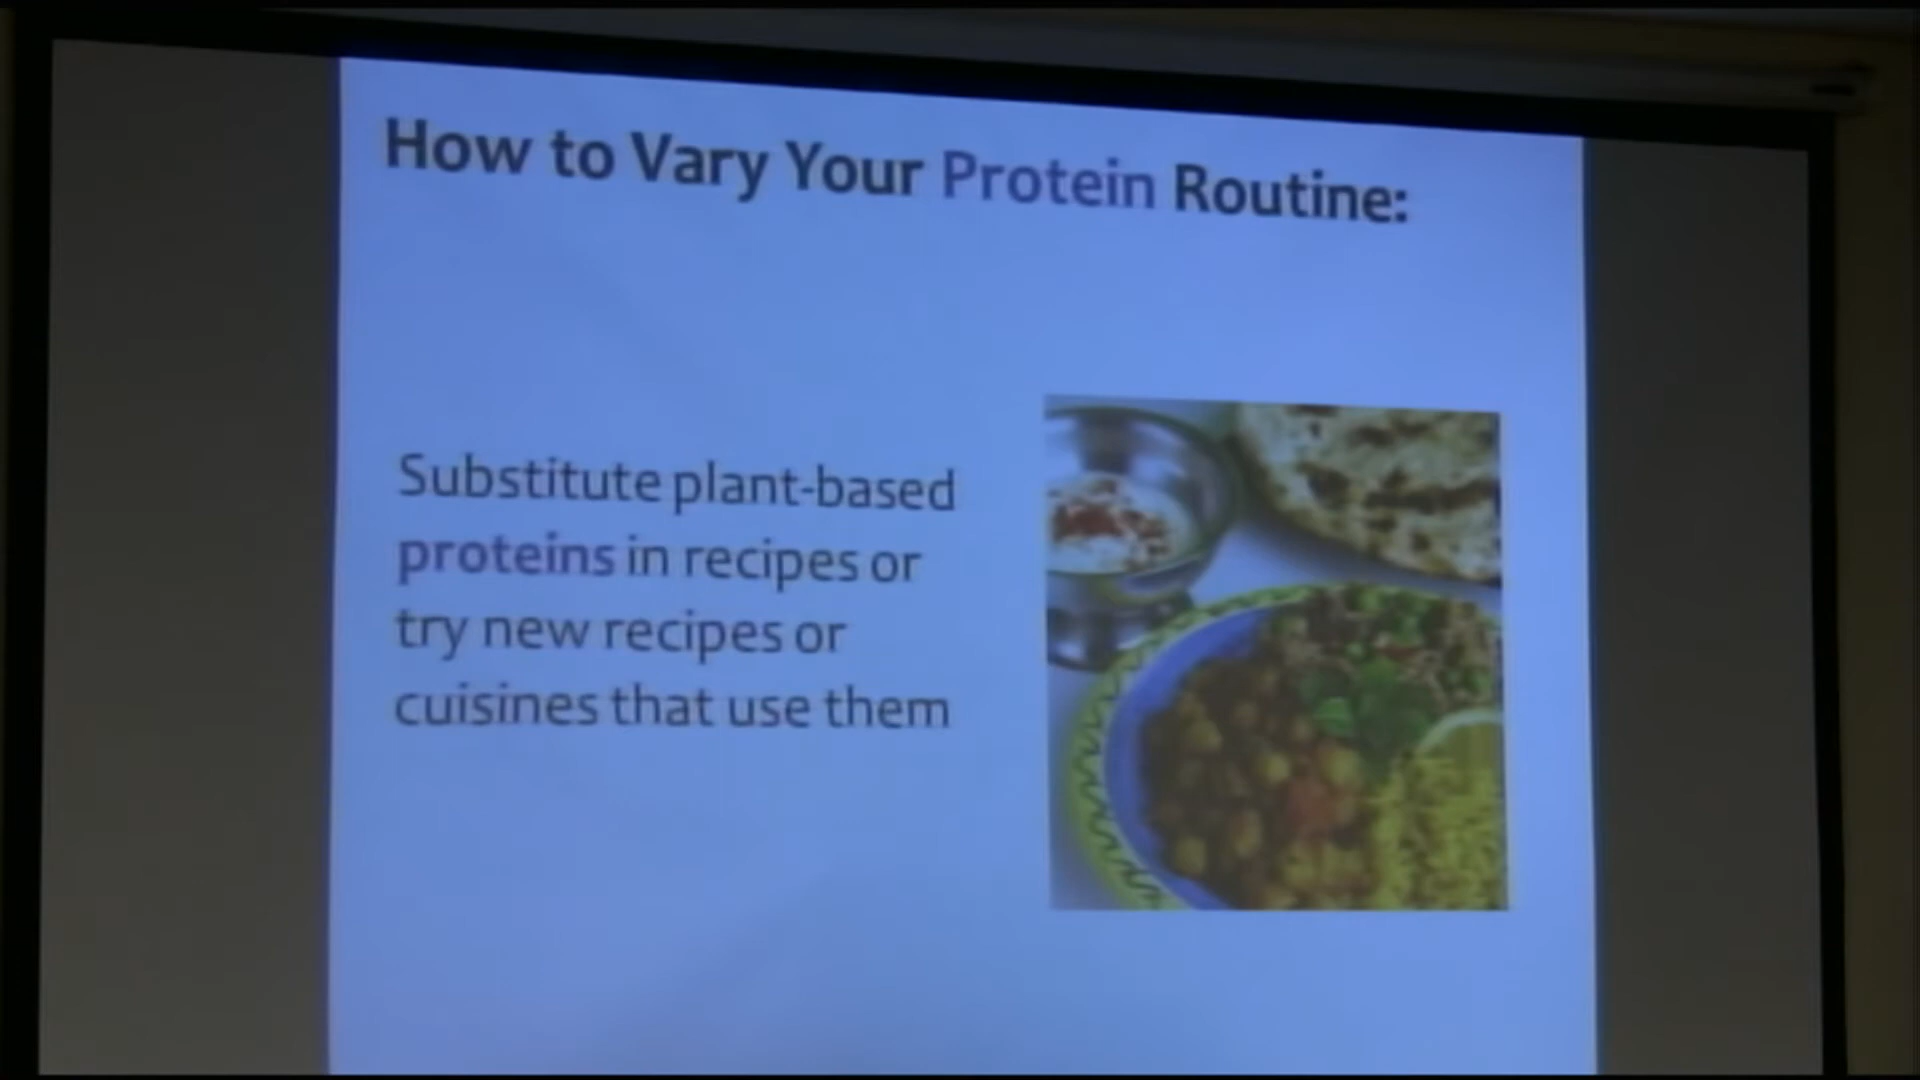 How to Vary Your Protein Routine:
Substitute plant-based
proteins in recipes or
try new recipes or
cuisines that use them